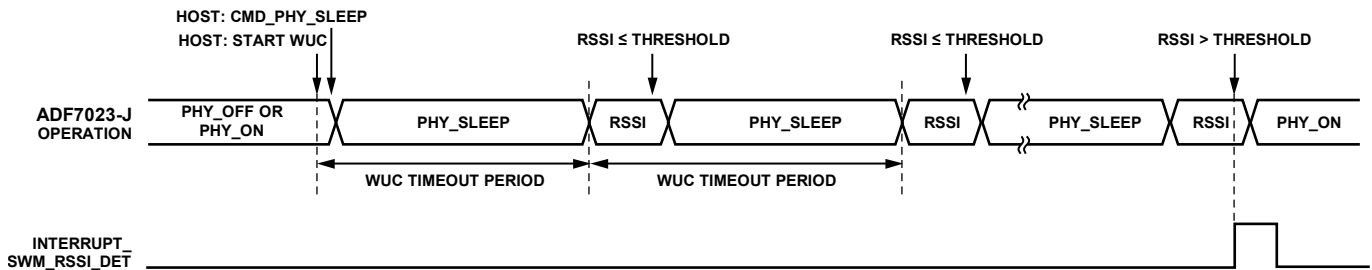 HOST: CMD_PHY_SLEEP
HOST: START WUC
RSSI ≤ THRESHOLD
RSSI ≤ THRESHOLD
RSSI > THRESHOLD
ADF7023-J
OPERATION
PHY_OFF OR
PHY_ON
PHY_SLEEP
RSSI
PHY_SLEEP
RSSI
PHY_SLEEP
RSSI
PHY_ON
WUC TIMEOUT PERIOD
WUC TIMEOUT PERIOD
INTERRUPT_
SWM_RSSI_DET